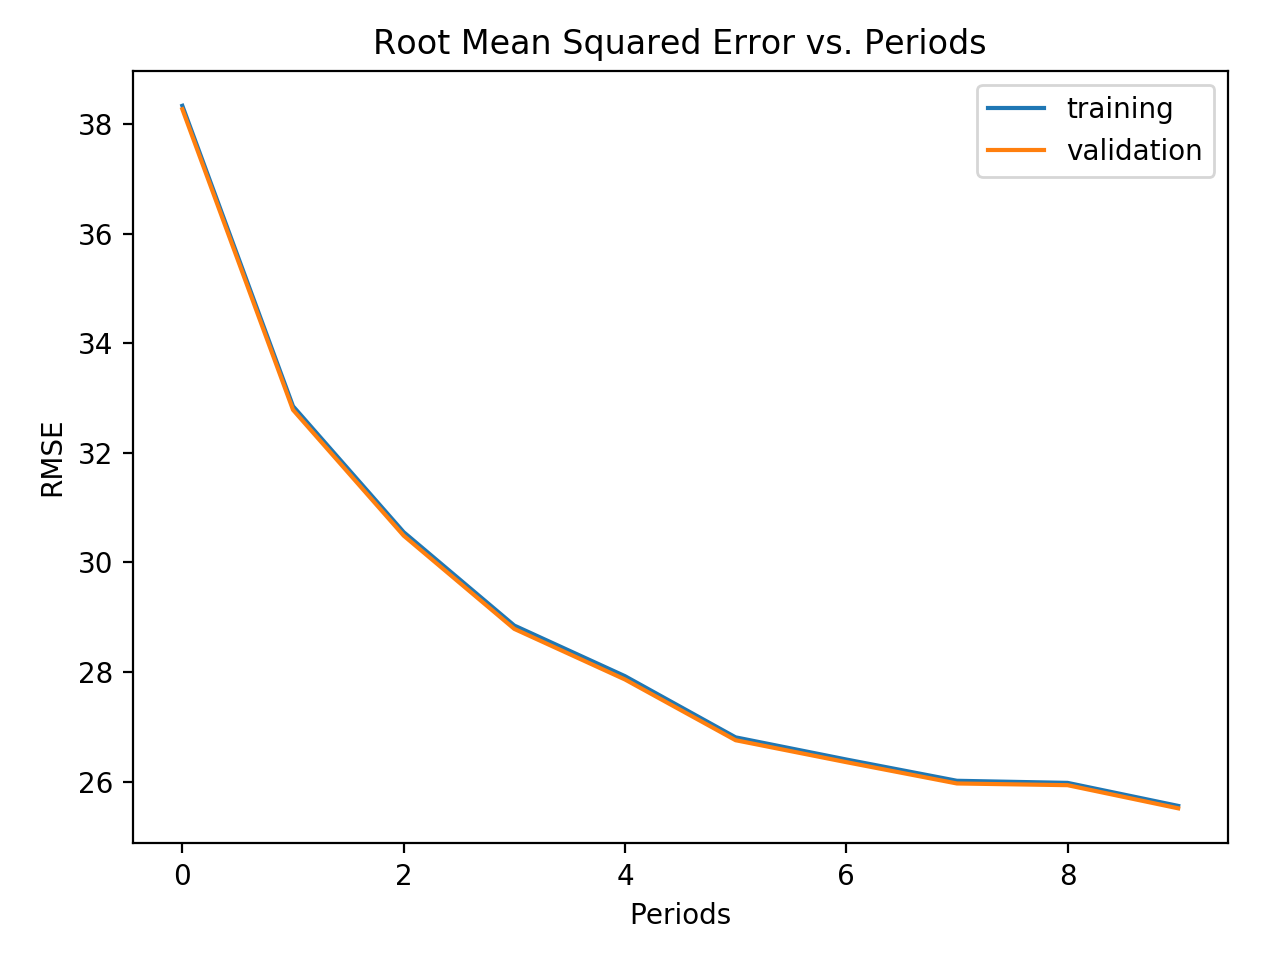 Root Mean Squared Error vs. Periods
training
validation
38
36
34
32
30
28
26
RMSE
0 2 4 6 8
Periods